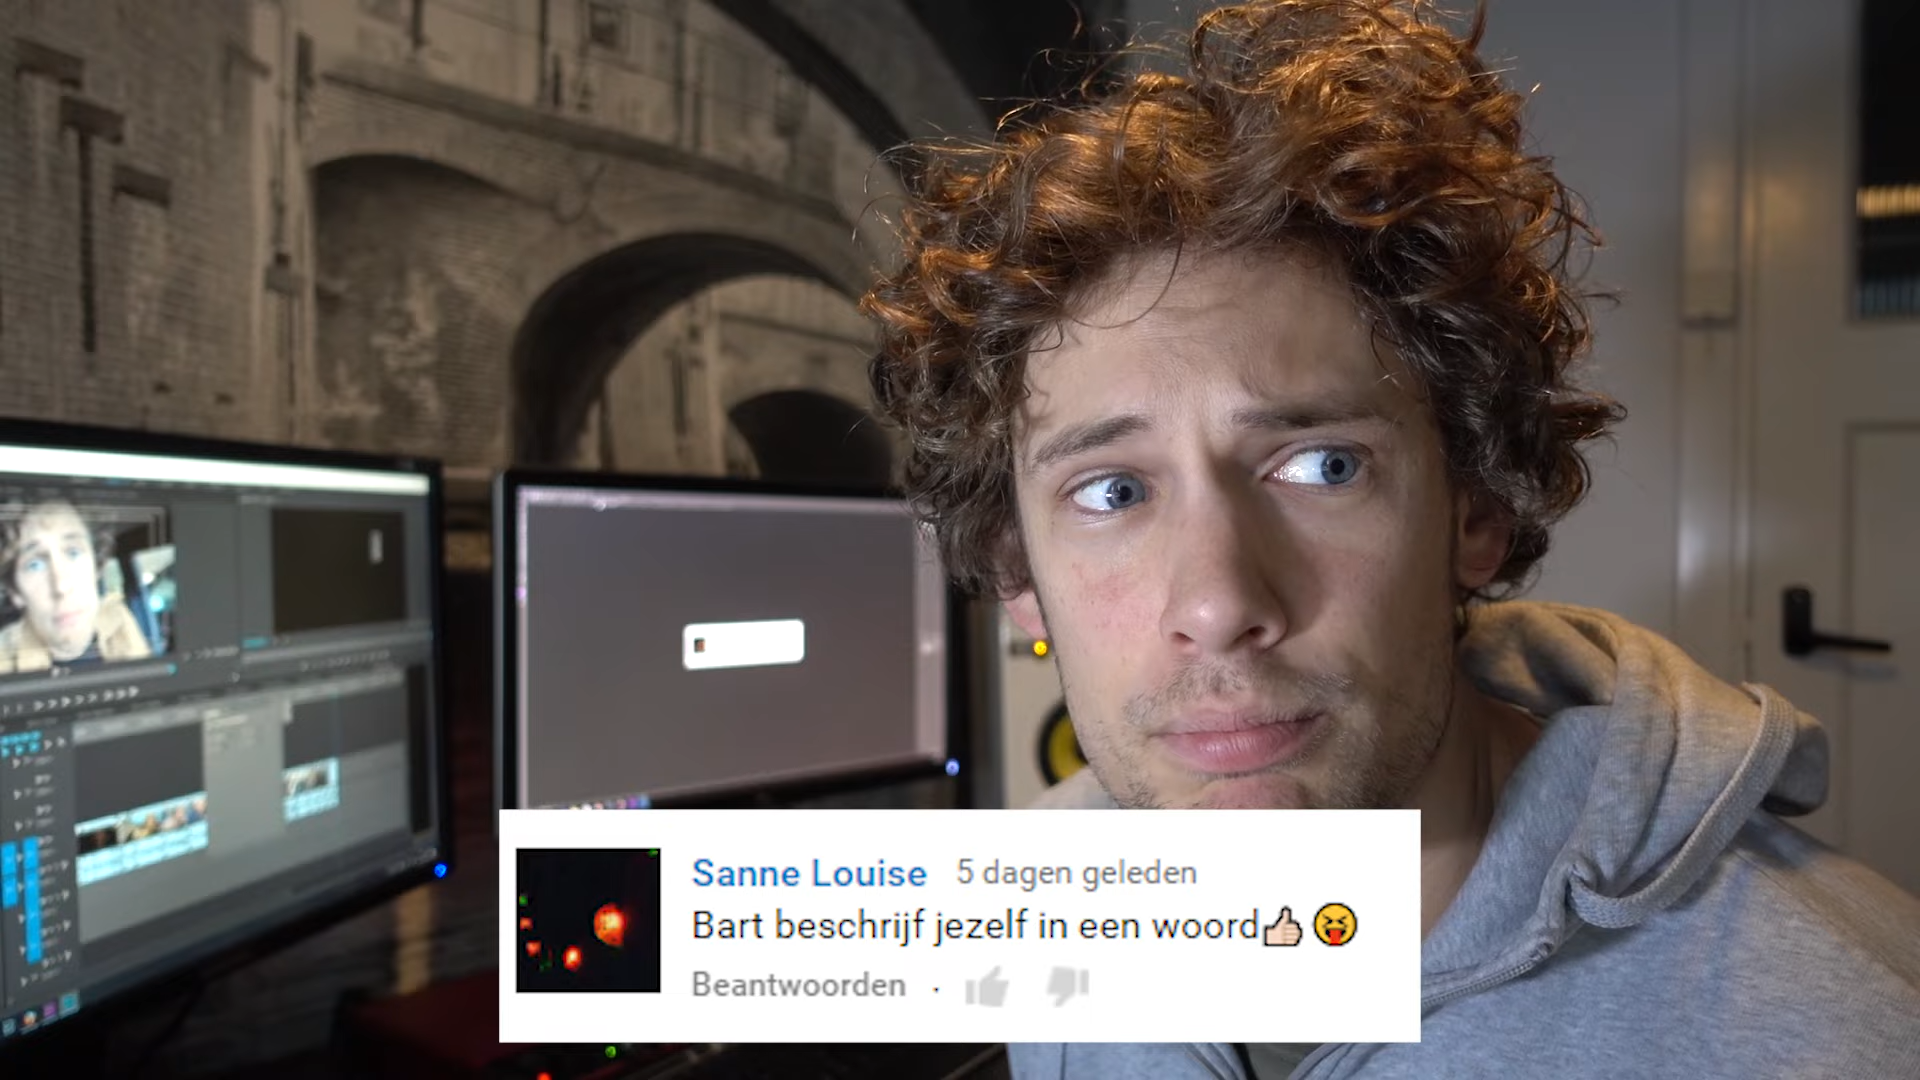 Sanne Louise 5 dagen geleden
Bart beschrijf jezelf in een woord👍🏻😝
Beantwoorden ·